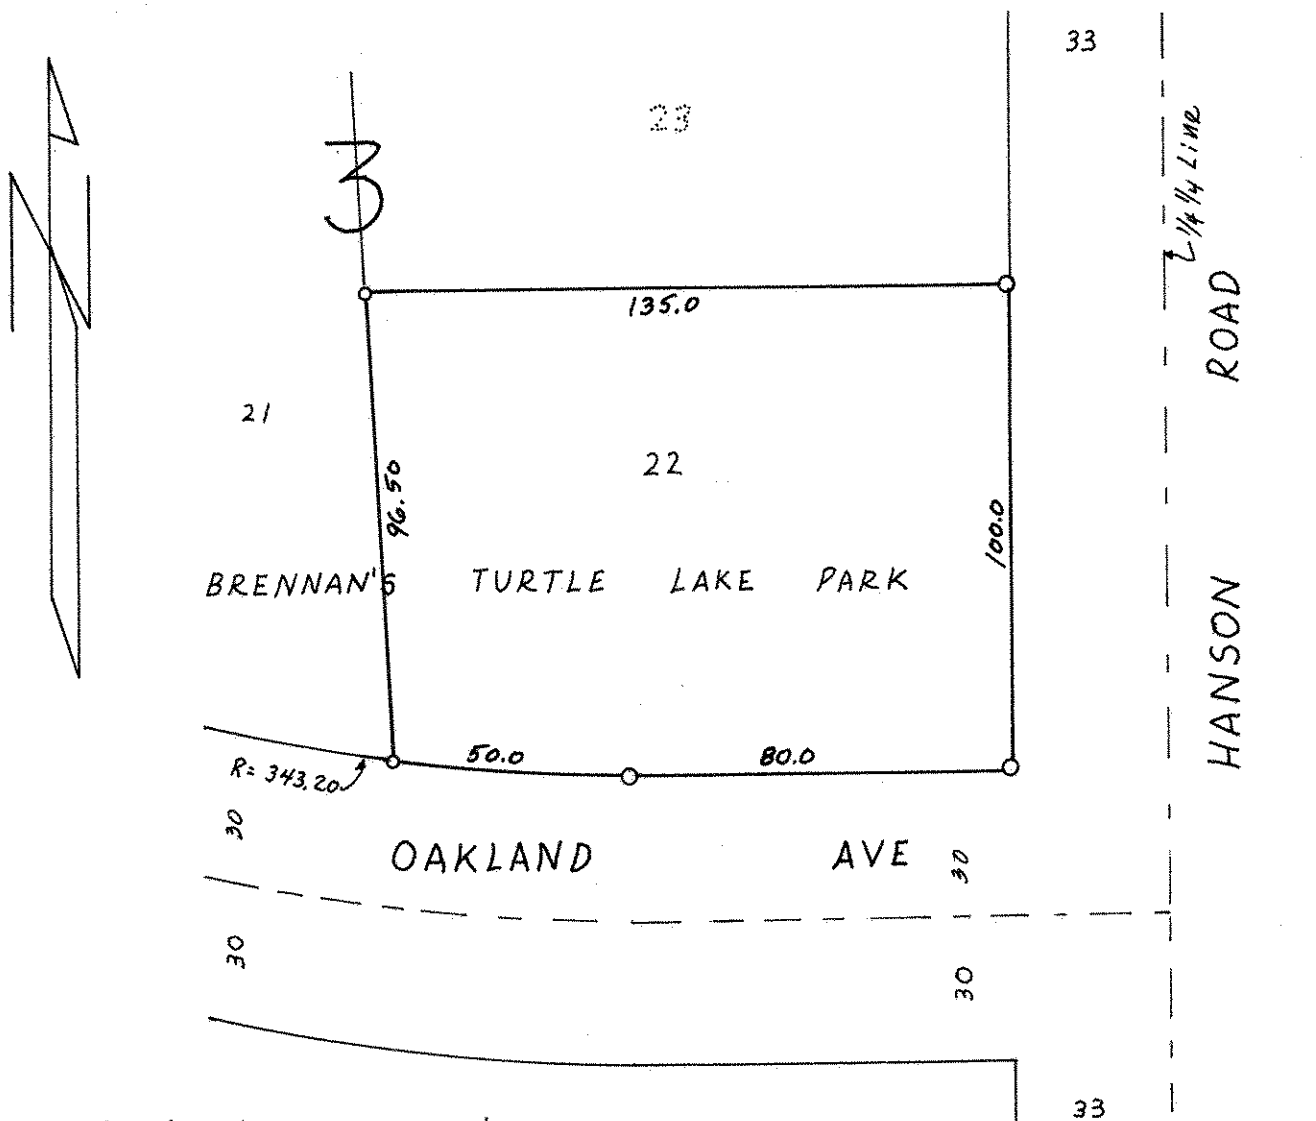 33
23
3
N
¼ ¼ Line
135.0
ROAD
21
22
96.50
100.0
BRENNAN'S TURTLE LAKE PARK
HANSON
50.0
80.0
R= 343.20
30
OAKLAND AVE
30
30
30
33